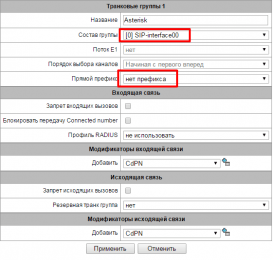 Транковые группы 1
Название Asterisk
Состав группы [0] SIP-interface00
Поток E1 нет
Порядок выбора каналов Начиная с первого вперед
Прямой префикс нет префикса
Входящая связь
Запрет входящих вызовов
Блокировать передачу Connected number
Профиль RADIUS не использовать
Модификаторы входящей связи
Добавить CdPN
Исходящая связь
Запрет исходящих вызовов
Резервная транк группа нет
Модификаторы исходящей связи
Добавить CdPN
Применить Отменить